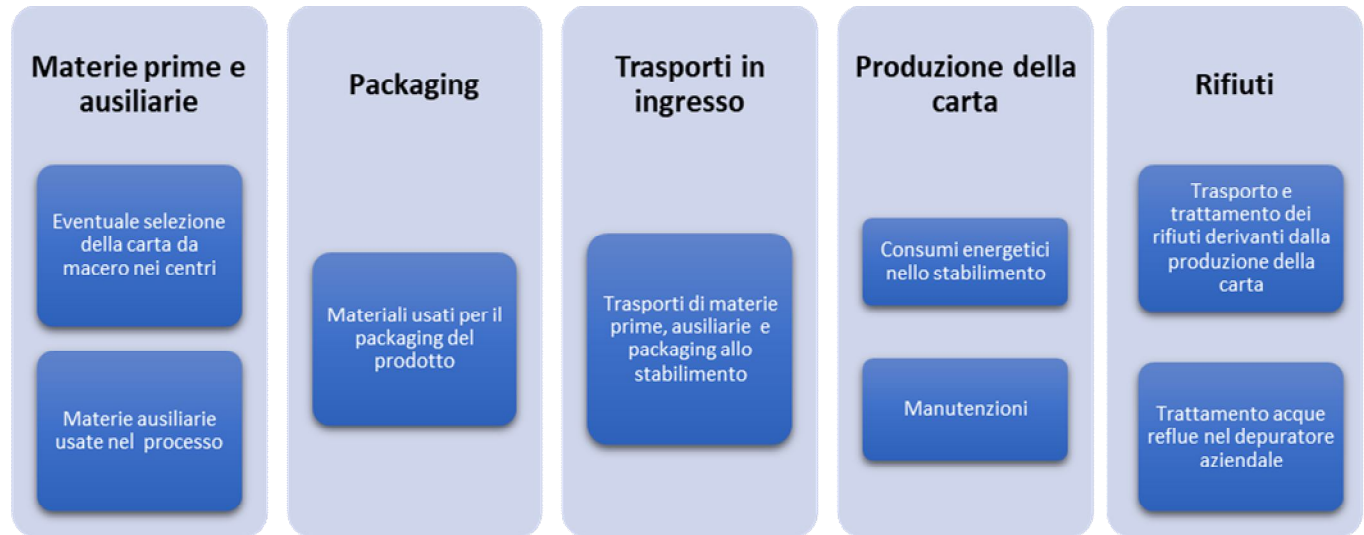 Materie prime e
ausiliarie
Eventuale selezione
della carta da
macero nei centri
Materie ausiliarie
usate nel processo
Packaging
Materiali usati per il
packaging del
prodotto
Trasporti in
ingresso
Trasporti di materie
prime, ausiliarie e
packaging allo
stabilimento
Produzione della
carta
Consumi energetici
nello stabilimento
Manutenzioni
Rifiuti
Trasporto e
trattamento dei
rifiuti derivanti dalla
produzione della
carta
Trattamento acque
reflue nel depuratore
aziendale